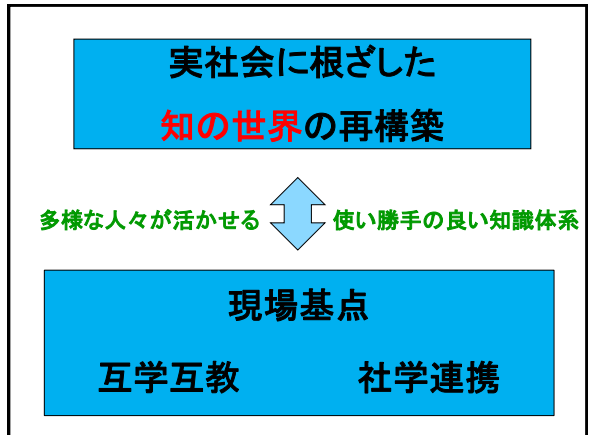 実社会に根ざした
知の世界の再構築
多様な人々が活かせる
使い勝手の良い知識体系
現場基点
互学互教
社学連携